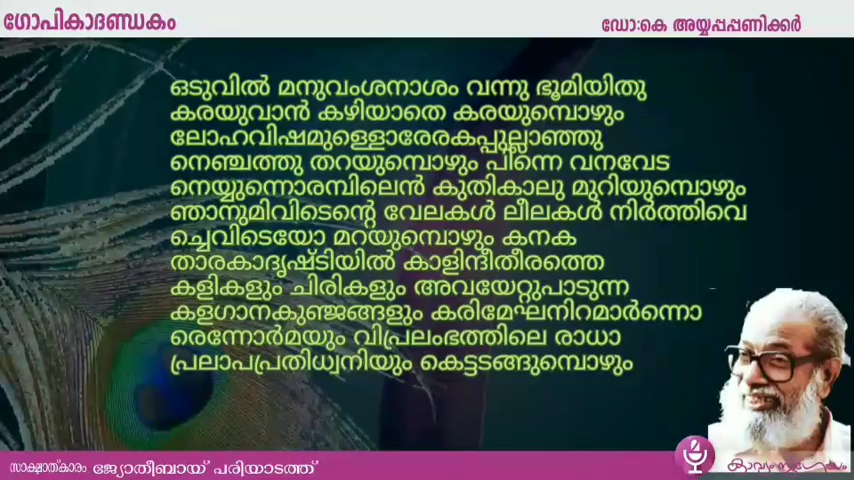 ഗോപികാദണ്ഡകം
ഡോ:കെ അയ്യപ്പപ്പണിക്കർ
ഒടുവിൽ മനുവംശനാശം വന്നു ഭൂമിയിതു
കരയുവാൻ കഴിയാതെ കരയുമ്പൊഴും
ലോഹവിഷമുള്ളൊരേരകപ്പുല്ലാഞ്ഞു
നെഞ്ചത്തു തറയുമ്പൊഴും പിന്നെ വനവേട
നെയ്യുന്നൊരമ്പിലെൻ കുതികാലു മുറിയുമ്പൊഴും
ഞാനുമിവിടെന്റെ വേലകൾ ലീലകൾ നിർത്തിവെ
ച്ചെവിടെയോ മറയുമ്പൊഴും കനക
താരകാദൃഷ്ടിയിൽ കാളിന്ദീതീരത്തെ
കളികളും ചിരികളും അവയേറ്റുപാടുന്ന
കളഗാനകുഞ്ജങ്ങളും കരിമേഘനിറമാർന്നൊ
രെന്നോർമയും വിപ്രലംഭത്തിലെ രാധാ
പ്രലാപപ്രതിധ്വനിയും കെട്ടടങ്ങുമ്പൊഴും
സാക്ഷാത്കാരം ജ്യോതീബായ് പരിയാടത്ത്